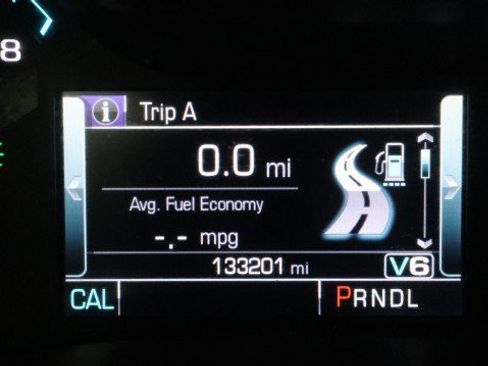 8
Trip A
0.0 mi
Avg. Fuel Economy
-.- mpg
133201 mi V6
CAL PRNDL